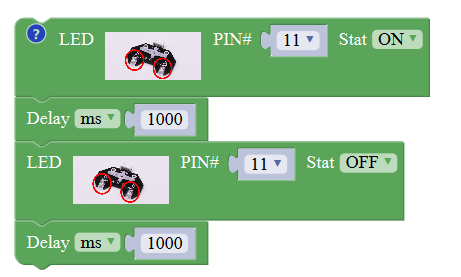 ? LED PIN# 11 Stat ON
Delay ms 1000
LED PIN# 11 Stat OFF
Delay ms 1000